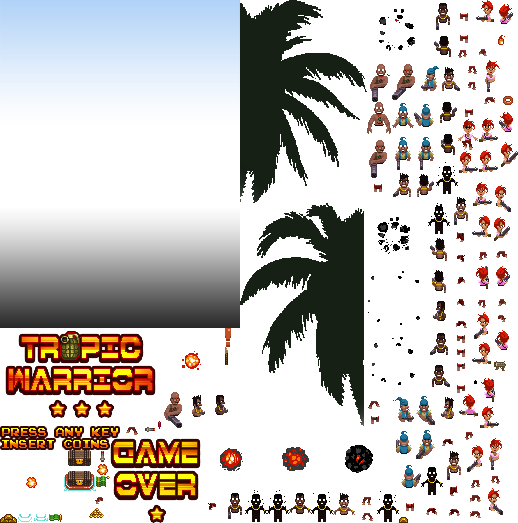 TROPIC
WARRIOR
PRESS ANY KEY
INSERT COINS
GAME
OVER